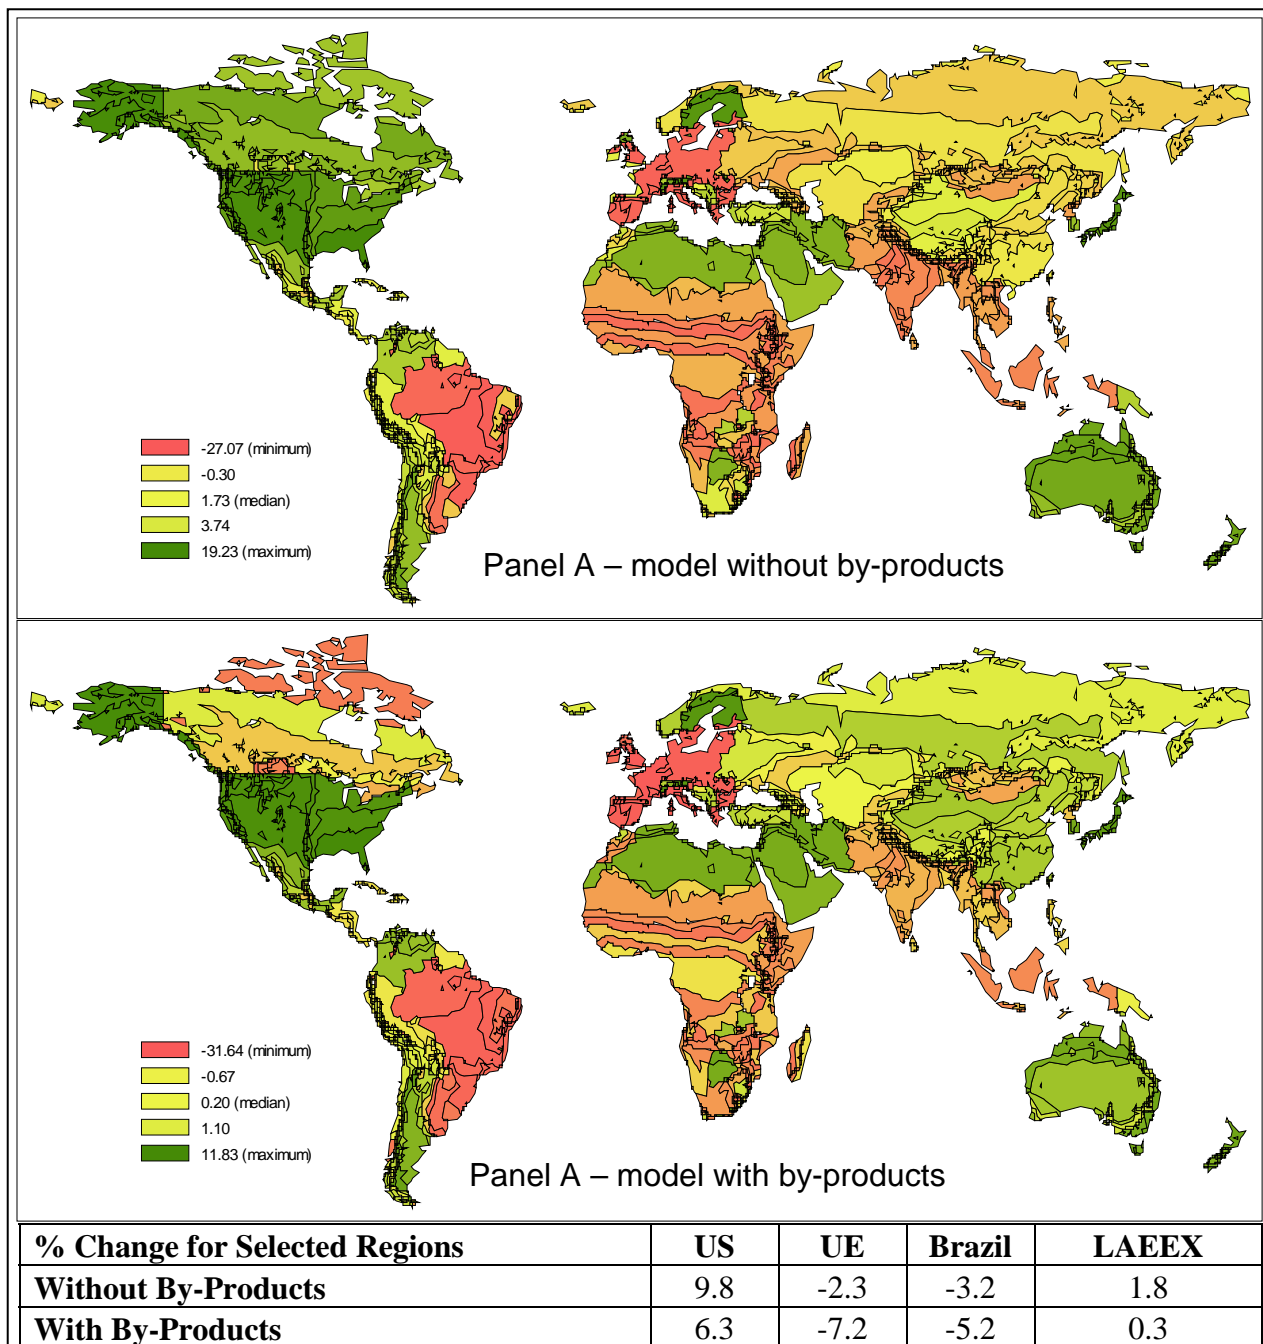 -27.07 (minimum)
-0.30
1.73 (median)
3.74
19.23 (maximum)
Panel A – model without by-products
-31.64 (minimum)
-0.67
0.20 (median)
1.10
11.83 (maximum)
Panel A – model with by-products
% Change for Selected Regions US UE Brazil LAEEX
Without By-Products 9.8 -2.3 -3.2 1.8
With By-Products 6.3 -7.2 -5.2 0.3